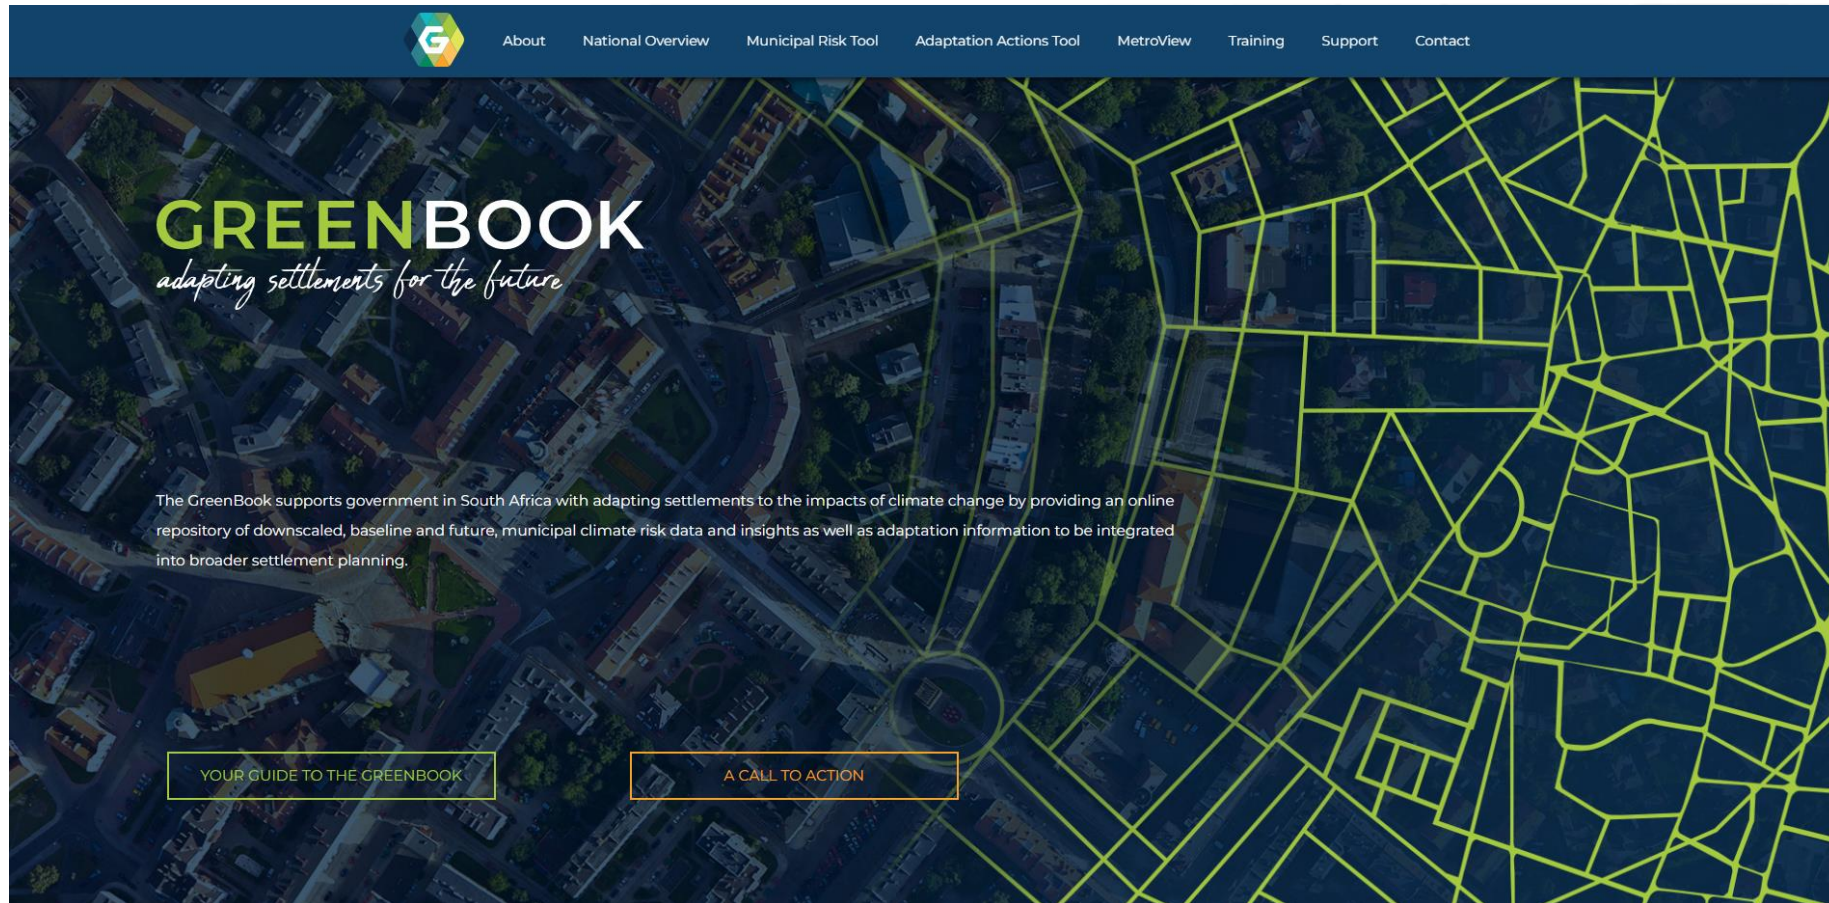 G
About
National Overview
Municipal Risk Tool
Adaptation Actions Tool
MetroView
Training
Support
Contact
GREENBOOK
adapting settlements for the future
The GreenBook supports government in South Africa with adapting settlements to the impacts of climate change by providing an online
repository of downscaled, baseline and future, municipal climate risk data and insights as well as adaptation information to be integrated
into broader settlement planning.
YOUR GUIDE TO THE GREENBOOK
A CALL TO ACTION